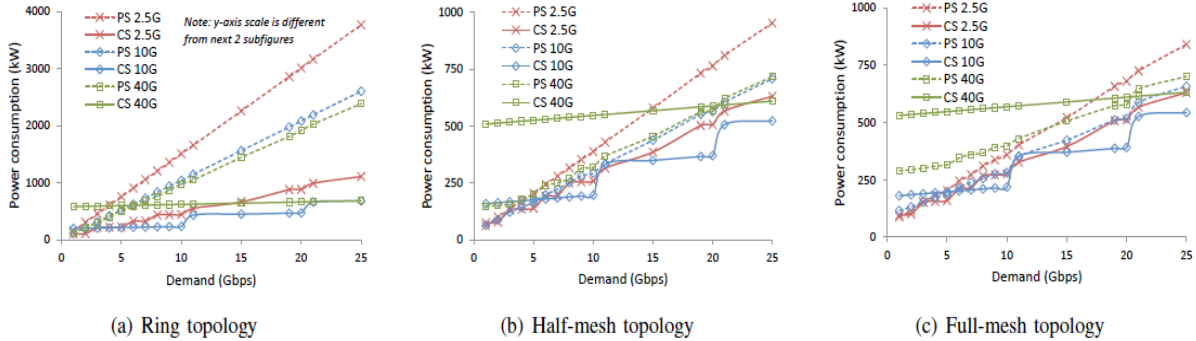 4000
3000
2000
1000
0
Power consumption (kW)
PS 2.5G
CS 2.5G
PS 10G
CS 10G
PS 40G
CS 40G
Note: y-axis scale is different
from next 2 subfigures
0 5 10 15 20 25
Demand (Gbps)
(a) Ring topology
1000
750
500
250
0
Power consumption (kW)
PS 2.5G
CS 2.5G
PS 10G
CS 10G
PS 40G
CS 40G
0 5 10 15 20 25
Demand (Gbps)
(b) Half-mesh topology
1000
750
500
250
0
Power consumption (kW)
PS 2.5G
CS 2.5G
PS 10G
CS 10G
PS 40G
CS 40G
0 5 10 15 20 25
Demand (Gbps)
(c) Full-mesh topology